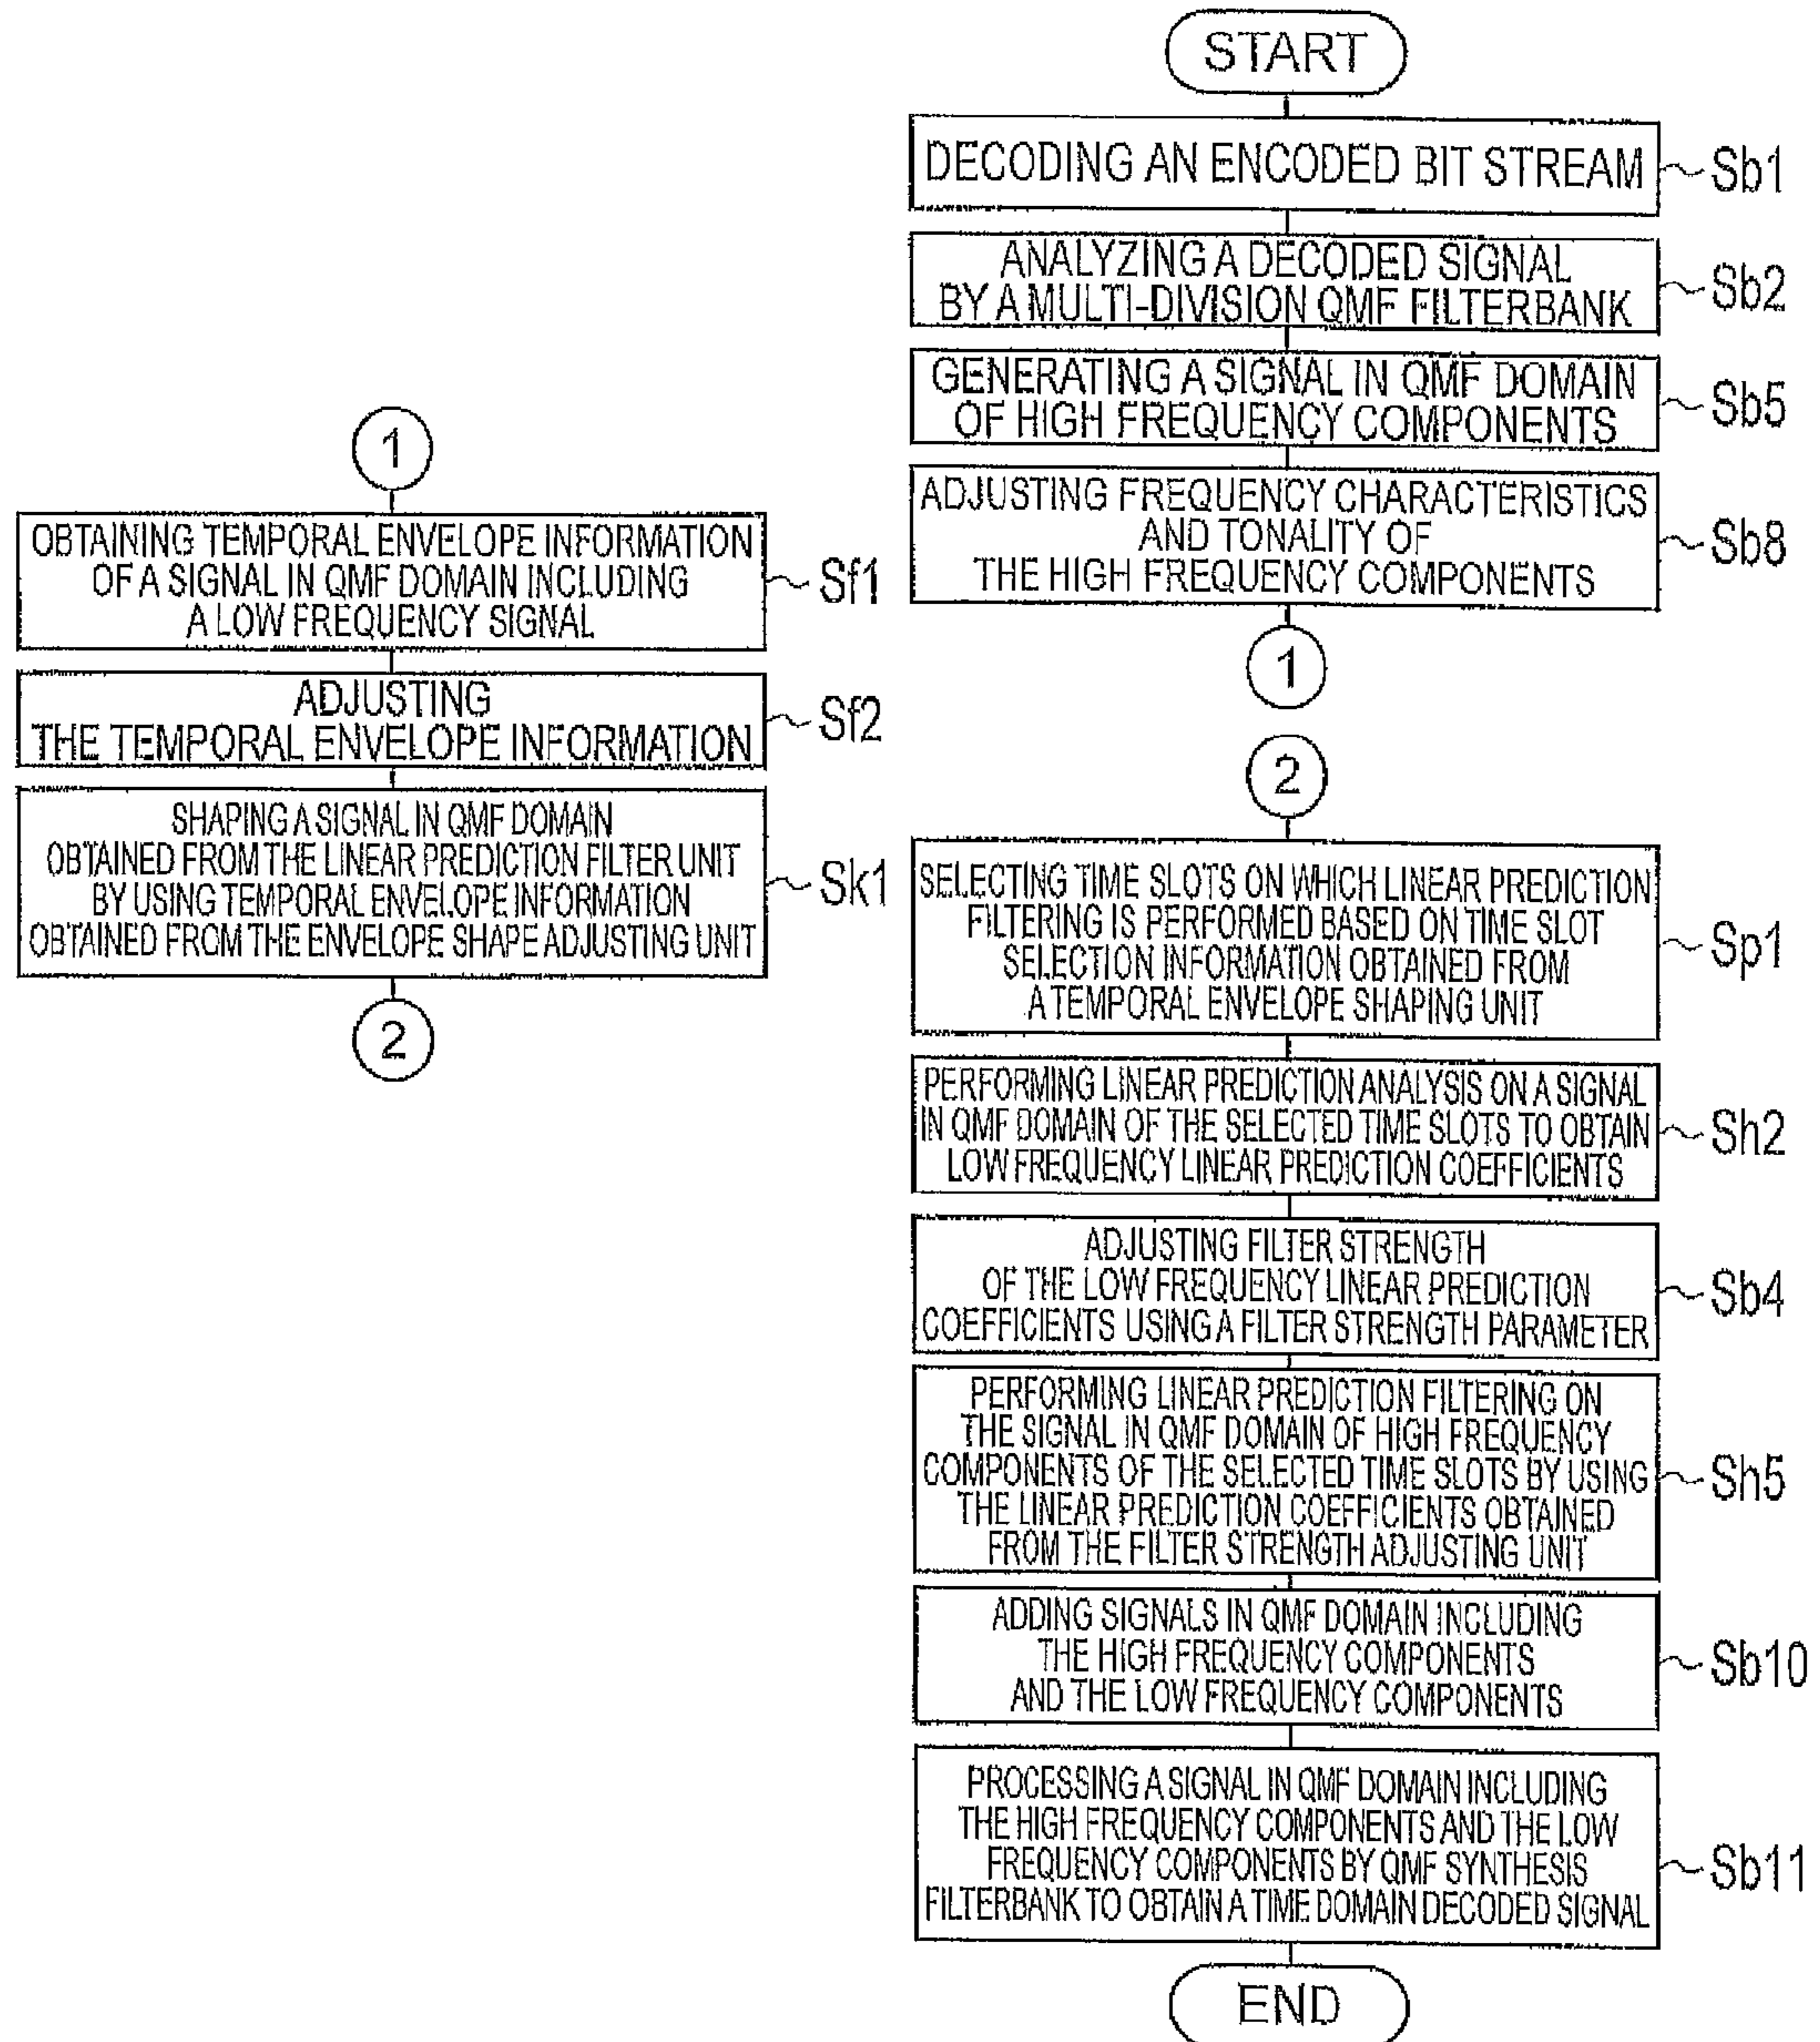 START
DECODING AN ENCODED BIT STREAM
Sb1
ANALYZING A DECODED SIGNAL
BY A MULTI-DIVISION QMF FILTERBANK
Sb2
GENERATING A SIGNAL IN QMF DOMAIN
OF HIGH FREQUENCY COMPONENTS
Sb5
ADJUSTING FREQUENCY CHARACTERISTICS
AND TONALITY OF
THE HIGH FREQUENCY COMPONENTS
Sb8
1
1
OBTAINING TEMPORAL ENVELOPE INFORMATION
OF A SIGNAL IN QMF DOMAIN INCLUDING
A LOW FREQUENCY SIGNAL
Sf1
ADJUSTING
THE TEMPORAL ENVELOPE INFORMATION
Sf2
SHAPING A SIGNAL IN QMF DOMAIN
OBTAINED FROM THE LINEAR PREDICTION FILTER UNIT
BY USING TEMPORAL ENVELOPE INFORMATION
OBTAINED FROM THE ENVELOPE SHAPE ADJUSTING UNIT
Sk1
2
2
SELECTING TIME SLOTS ON WHICH LINEAR PREDICTION
FILTERING IS PERFORMED BASED ON TIME SLOT
SELECTION INFORMATION OBTAINED FROM
A TEMPORAL ENVELOPE SHAPING UNIT
Sp1
PERFORMING LINEAR PREDICTION ANALYSIS ON A SIGNAL
IN QMF DOMAIN OF THE SELECTED TIME SLOTS TO OBTAIN
LOW FREQUENCY LINEAR PREDICTION COEFFICIENTS
Sh2
ADJUSTING FILTER STRENGTH
OF THE LOW FREQUENCY LINEAR PREDICTION
COEFFICIENTS USING A FILTER STRENGTH PARAMETER
Sb4
PERFORMING LINEAR PREDICTION FILTERING ON
THE SIGNAL IN QMF DOMAIN OF HIGH FREQUENCY
COMPONENTS OF THE SELECTED TIME SLOTS BY USING
THE LINEAR PREDICTION COEFFICIENTS OBTAINED
FROM THE FILTER STRENGTH ADJUSTING UNIT
Sh5
ADDING SIGNALS IN QMF DOMAIN INCLUDING
THE HIGH FREQUENCY COMPONENTS
AND THE LOW FREQUENCY COMPONENTS
Sb10
PROCESSING A SIGNAL IN QMF DOMAIN INCLUDING
THE HIGH FREQUENCY COMPONENTS AND THE LOW
FREQUENCY COMPONENTS BY QMF SYNTHESIS
FILTERBANK TO OBTAIN A TIME DOMAIN DECODED SIGNAL
Sb11
END